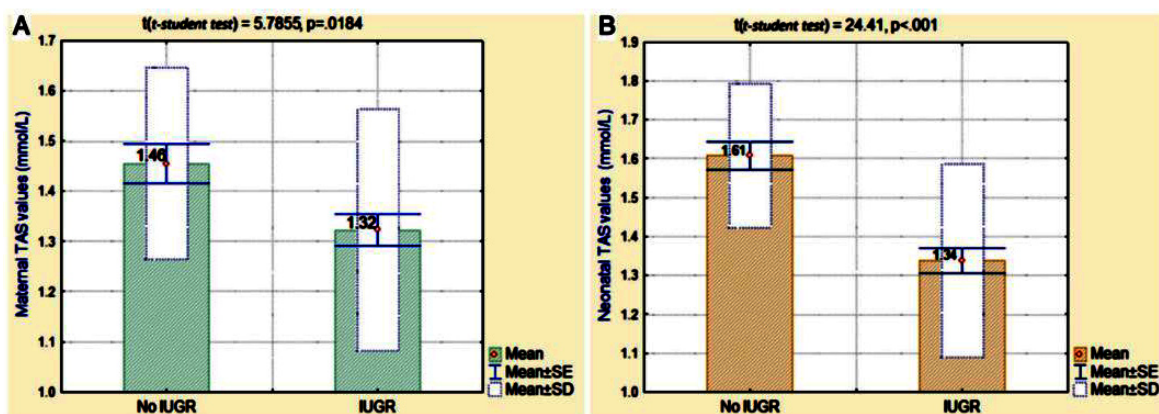 A
t(t-student test) = 5.7855, p=.0184
1.7
1.6
1.5
1.4
1.3
1.2
1.1
1.0
Maternal TAS values (mmol/L)
1.46
1.32
No IUGR
IUGR
Mean
Mean±SE
Mean±SD
B
t(t-student test) = 24.41, p<.001
1.9
1.8
1.7
1.6
1.5
1.4
1.3
1.2
1.1
1.0
Neonatal TAS values (mmol/L)
1.61
1.34
No IUGR
IUGR
Mean
Mean±SE
Mean±SD